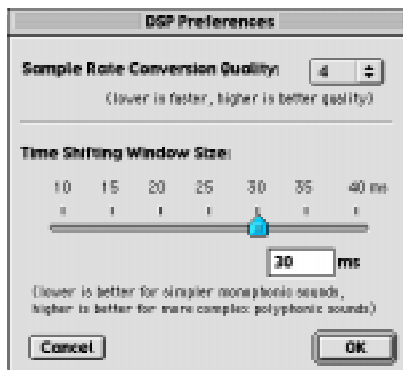 DSP Preferences
Sample Rate Conversion Quality: 4
(lower is faster, higher is better quality)
Time Shifting Window Size:
10 15 20 25 30 35 40 ms
30 ms
(lower is better for simpler monophonic sounds,
higher is better for more complex polyphonic sounds)
Cancel OK